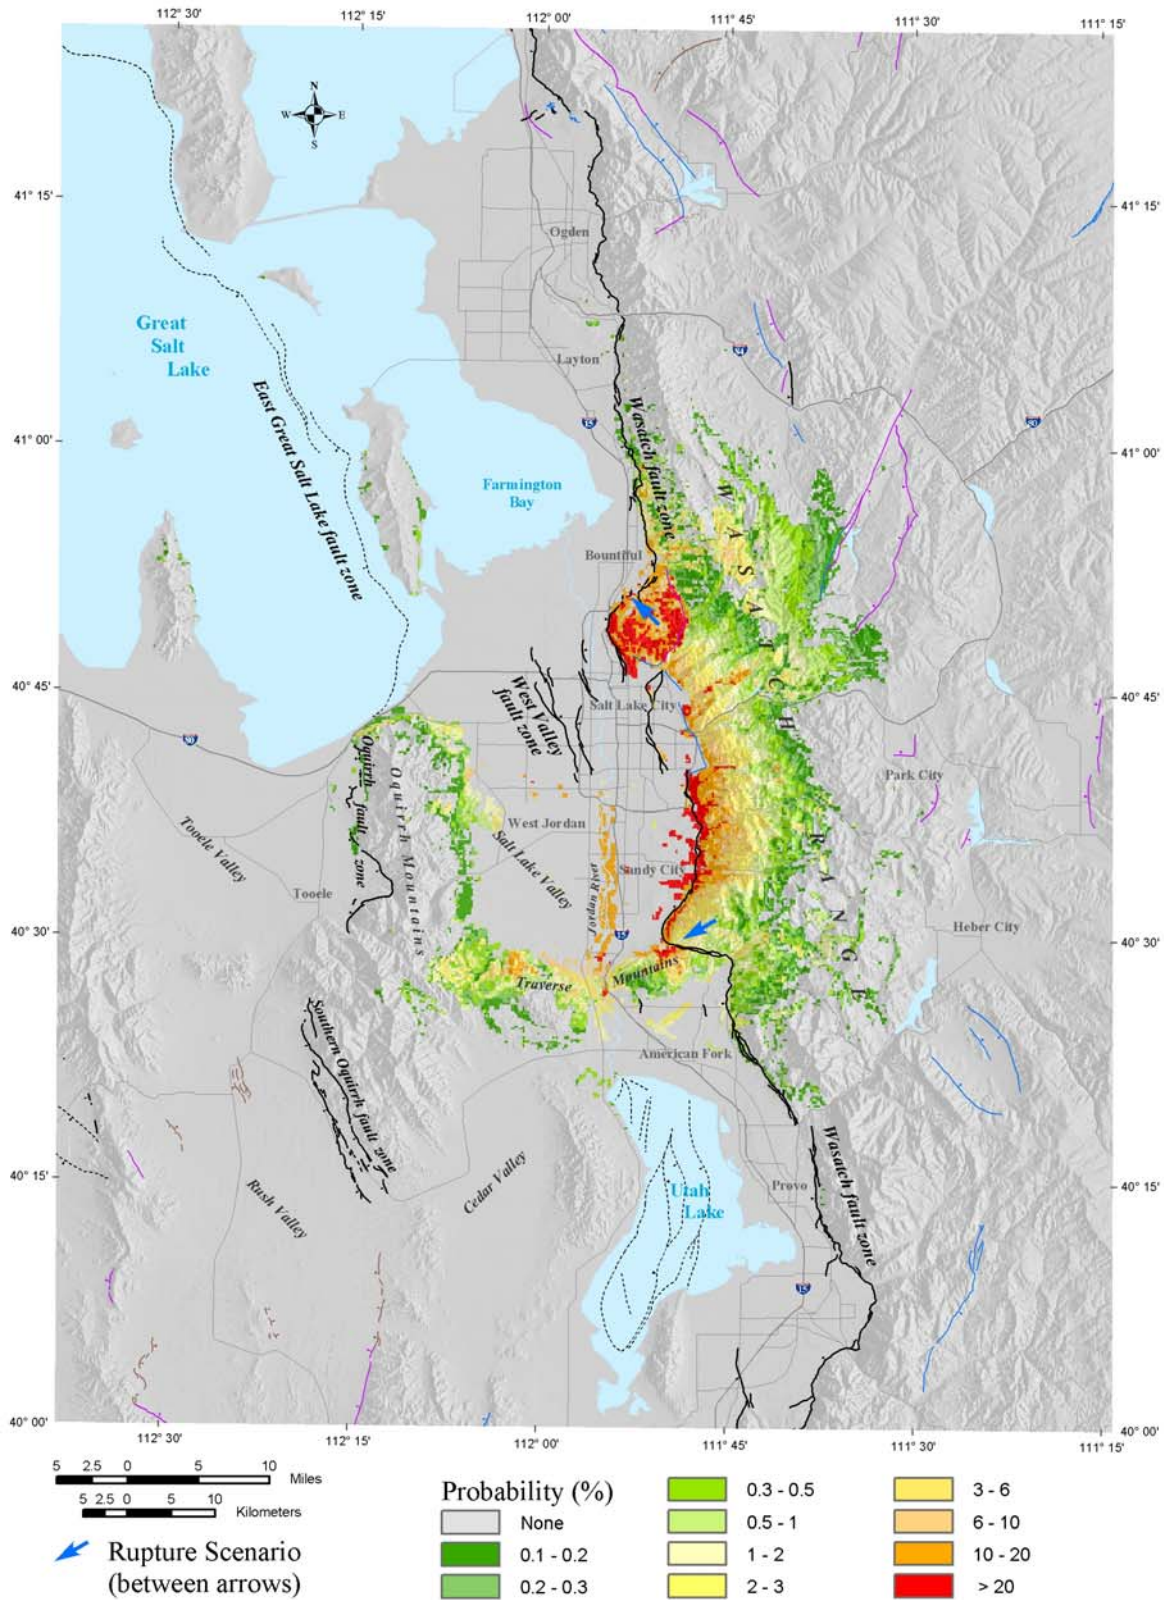 112° 30'
112° 15'
112° 00'
111° 45'
111° 30'
111° 15'
N
W E
S
41° 15'
41° 15'
Ogden
Great
Salt
Lake
Layton
84
East Great Salt Lake fault zone
15
80
Wasatch fault zone
41° 00'
41° 00'
Farmington
Bay
WASATCH RANGE
Bountiful
40° 45'
40° 45'
West Valley
fault zone
Salt Lake City
80
Oquirrh fault zone
Oquirrh Mountains
Park City
Tooele Valley
West Jordan
Salt Lake Valley
Jordan River
Sandy City
Tooele
40° 30'
40° 30'
15
Heber City
Traverse Mountains
Southern Oquirrh fault zone
American Fork
Wasatch fault zone
40° 15'
40° 15'
Rush Valley
Cedar Valley
Utah
Lake
Provo
15
40° 00'
40° 00'
112° 30'
112° 15'
112° 00'
111° 45'
111° 30'
111° 15'
5 2.5 0 5 10 Miles
5 2.5 0 5 10 Kilometers
Rupture Scenario
(between arrows)
Probability (%)
None
0.1 - 0.2
0.2 - 0.3
0.3 - 0.5
0.5 - 1
1 - 2
2 - 3
3 - 6
6 - 10
10 - 20
> 20